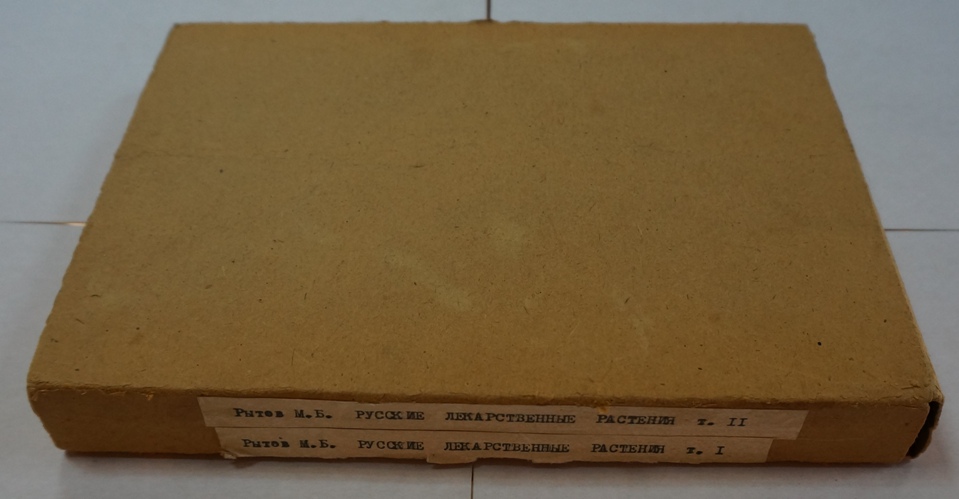 Рытов М.Б. РУССКИЕ ЛЕКАРСТВЕННЫЕ РАСТЕНИЯ т. II
Рытов М.Б. РУССКИЕ ЛЕКАРСТВЕННЫЕ РАСТЕНИЯ т. I